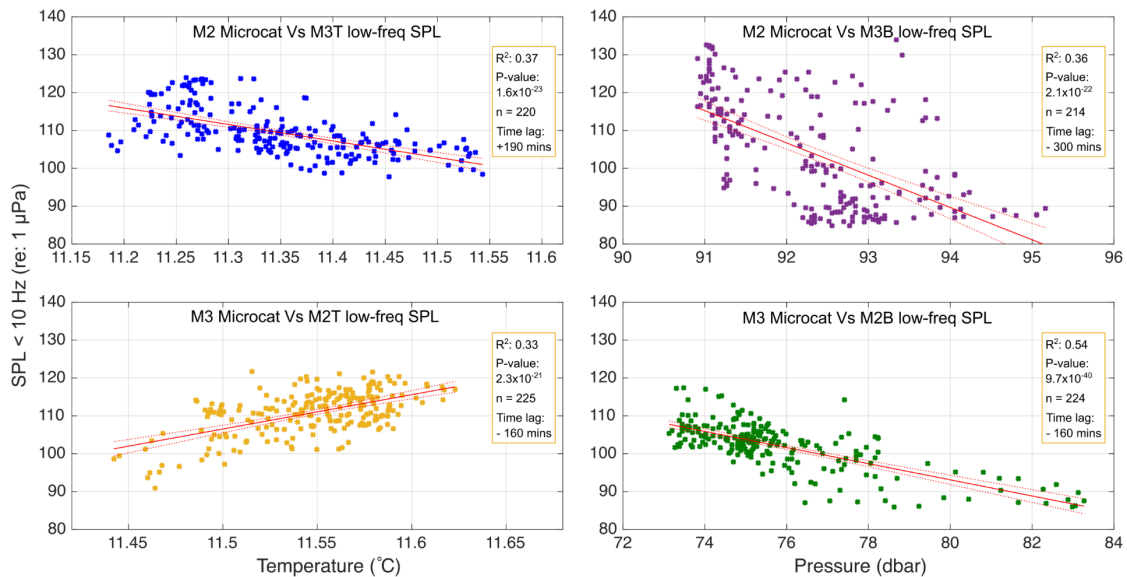 SPL < 10 Hz (re: 1 μPa)
M2 Microcat Vs M3T low-freq SPL
140
130
120
110
100
90
80
R²: 0.37
P-value:
1.6x10⁻²³
n = 220
Time lag:
+190 mins
11.15 11.2 11.25 11.3 11.35 11.4 11.45 11.5 11.55 11.6
M2 Microcat Vs M3B low-freq SPL
140
130
120
110
100
90
80
R²: 0.36
P-value:
2.1x10⁻²²
n = 214
Time lag:
- 300 mins
90 91 92 93 94 95 96
M3 Microcat Vs M2T low-freq SPL
140
130
120
110
100
90
80
R²: 0.33
P-value:
2.3x10⁻²¹
n = 225
Time lag:
- 160 mins
11.45 11.5 11.55 11.6 11.65
Temperature (°C)
M3 Microcat Vs M2B low-freq SPL
140
130
120
110
100
90
80
R²: 0.54
P-value:
9.7x10⁻⁴⁰
n = 224
Time lag:
- 160 mins
72 74 76 78 80 82 84
Pressure (dbar)